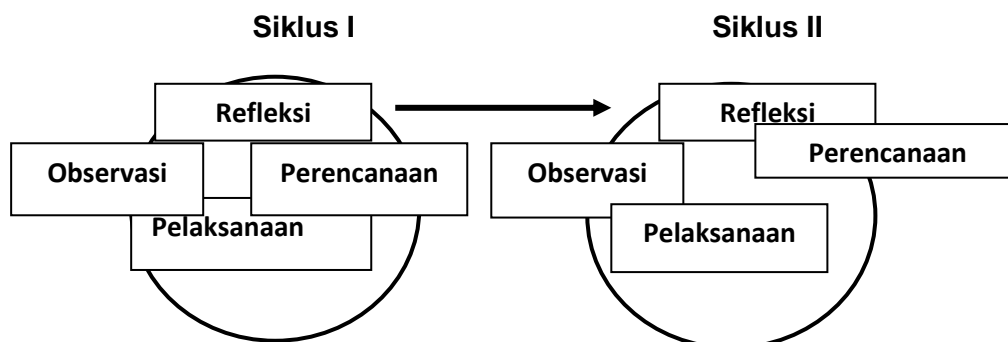 Siklus I
Siklus II
Refleksi
Observasi
Perencanaan
Pelaksanaan
Refleksi
Perencanaan
Observasi
Pelaksanaan